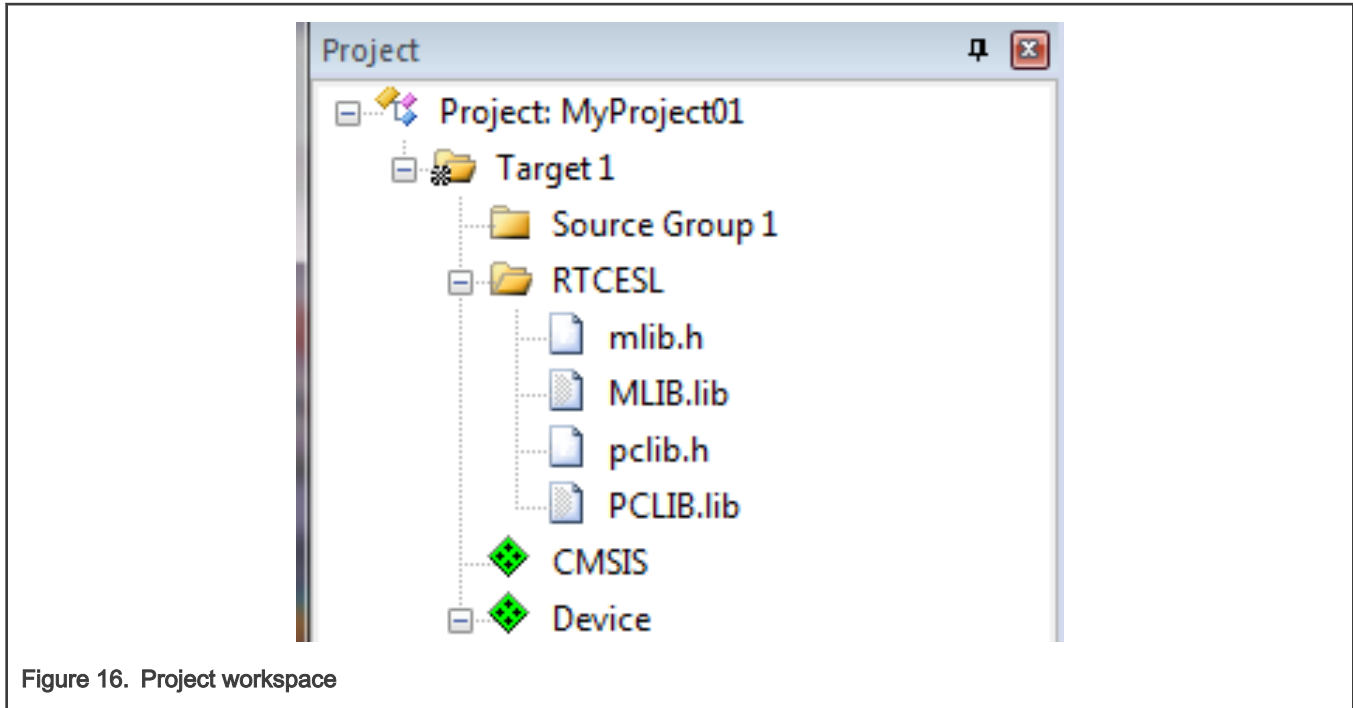 Project
Project: MyProject01
Target 1
Source Group 1
RTCESL
mlib.h
MLIB.lib
pclib.h
PCLIB.lib
CMSIS
Device
Figure 16. Project workspace